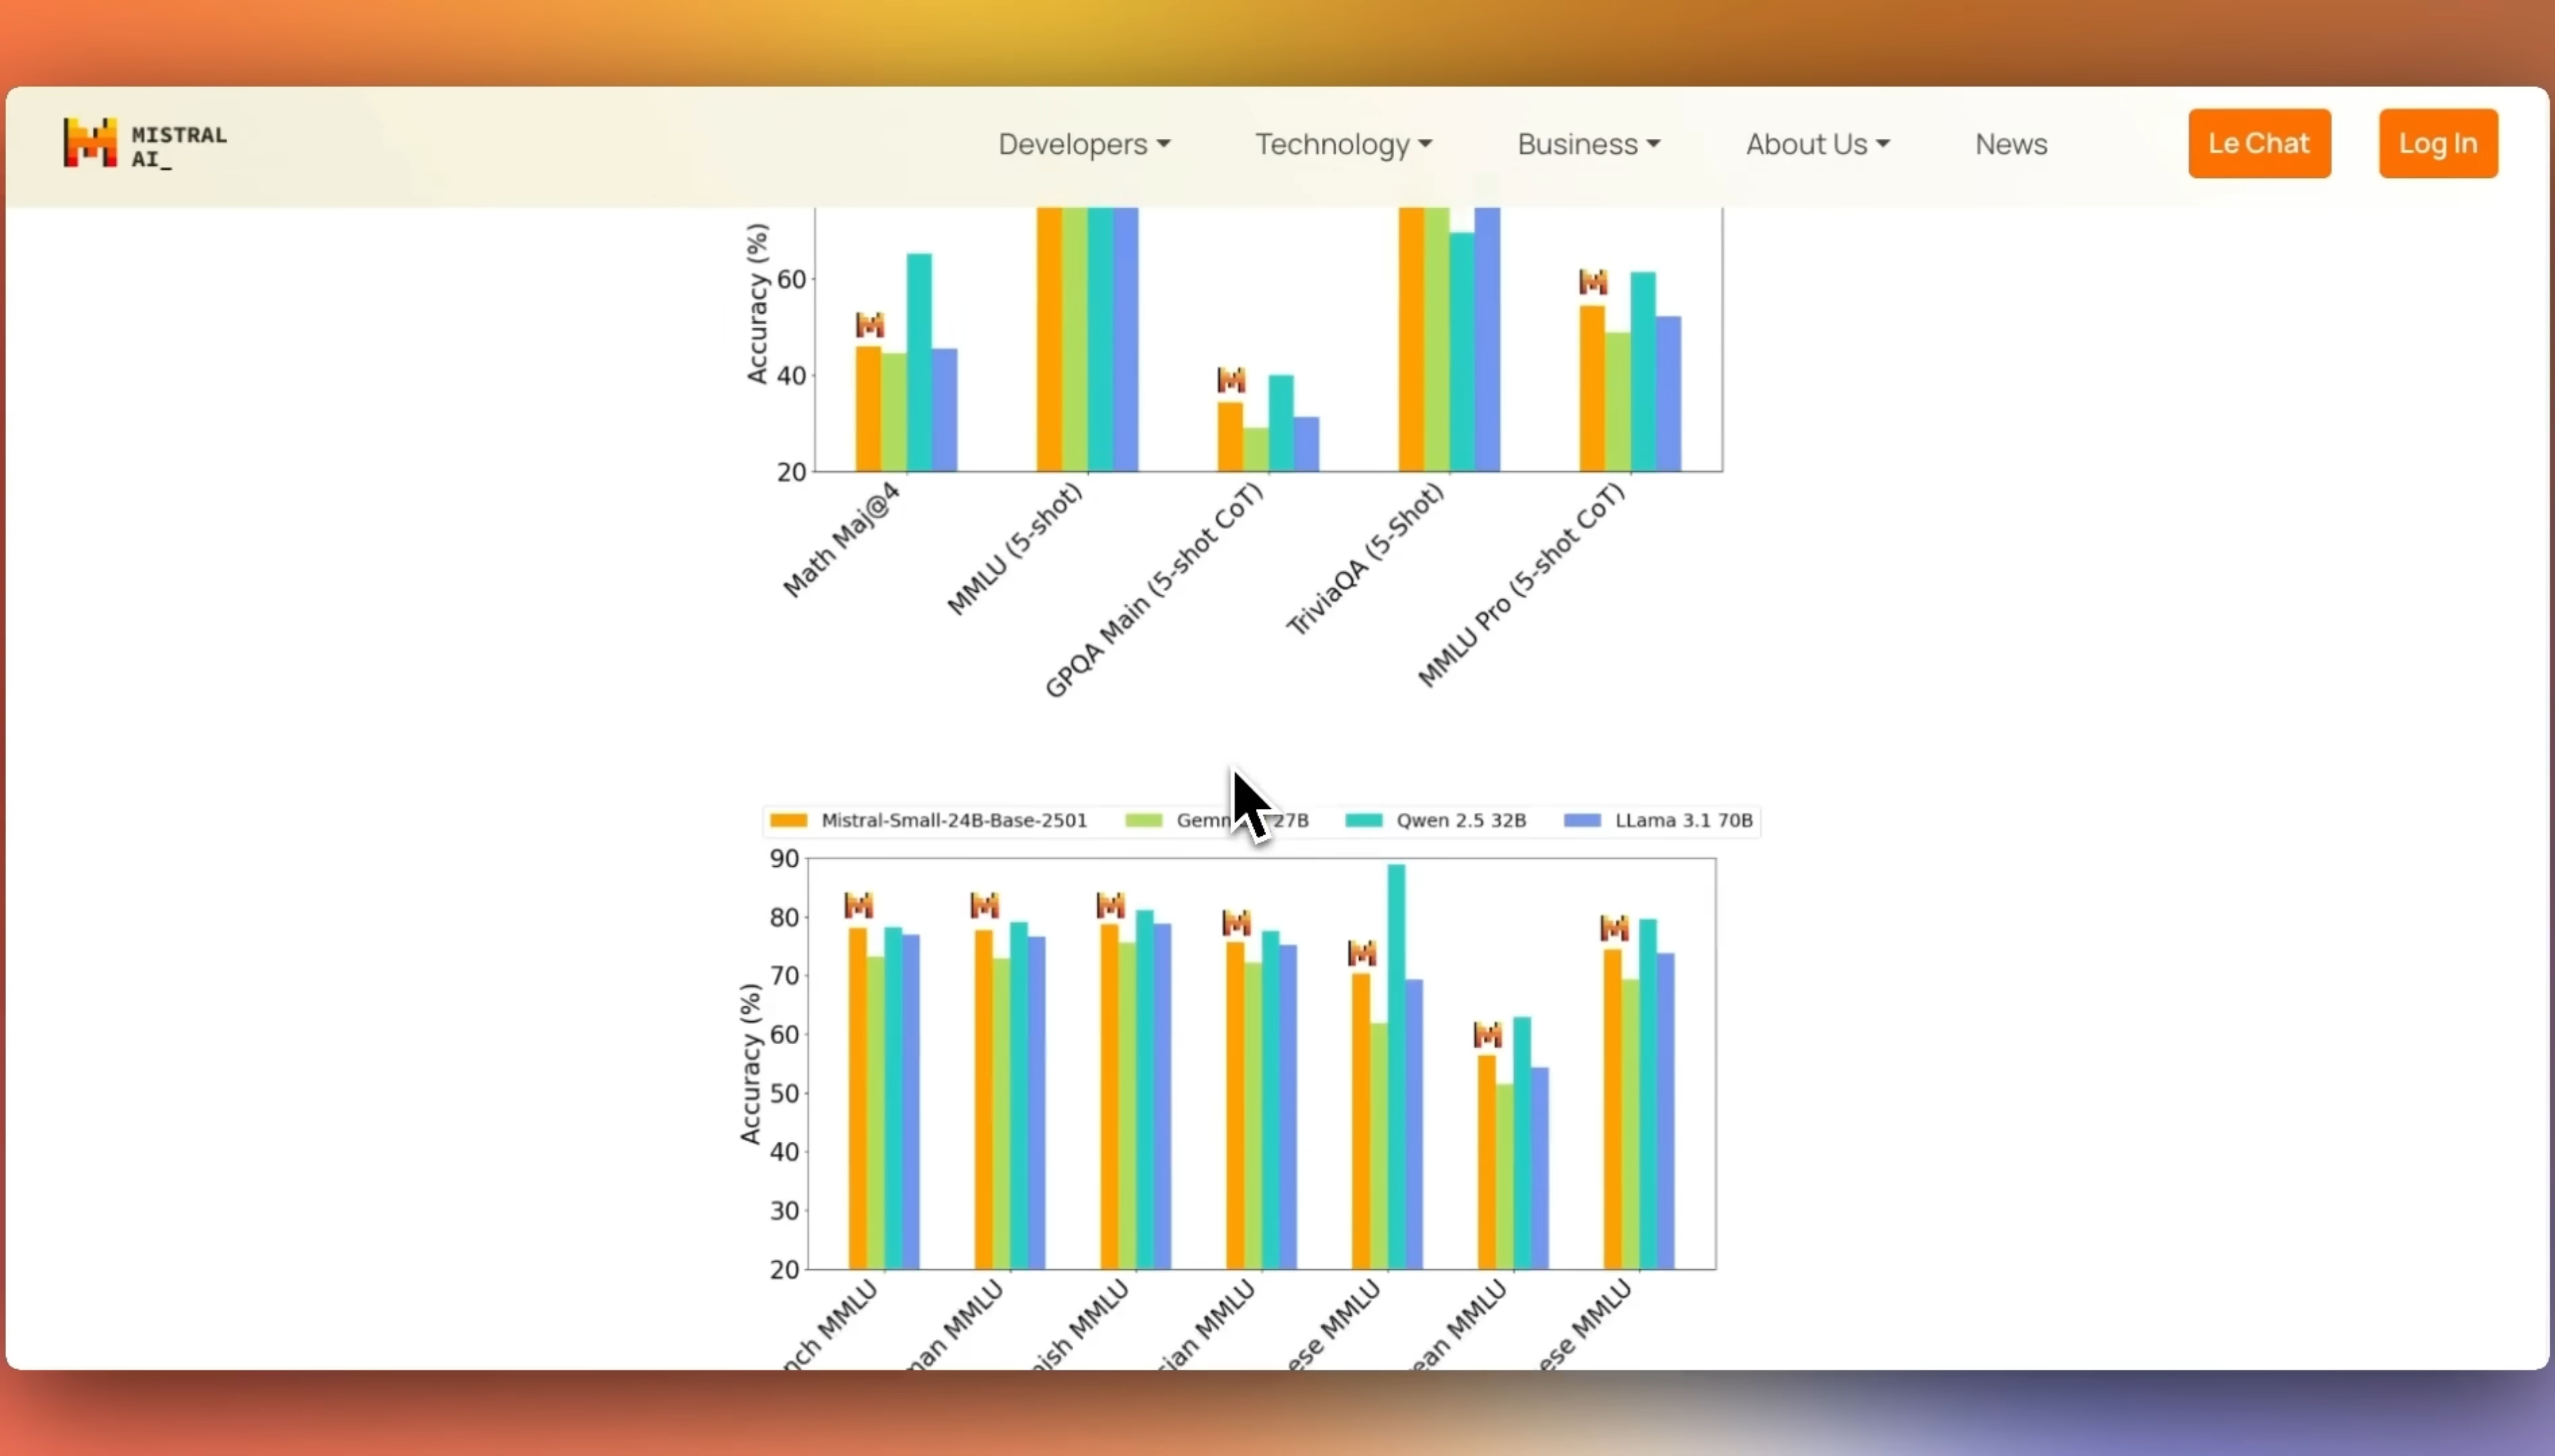 MISTRAL
AI_
Developers
Technology
Business
About Us
News
Le Chat
Log In
Accuracy (%)
60
40
20
Math Maj@4
MMLU (5-shot)
GPQA Main (5-shot CoT)
TriviaQA (5-Shot)
MMLU Pro (5-shot CoT)
Mistral-Small-24B-Base-2501
27B
Qwen 2.5 32B
LLama 3.1 70B
Accuracy (%)
90
80
70
60
50
40
30
20
MMLU
MMLU
MMLU
MMLU
MMLU
MMLU
MMLU